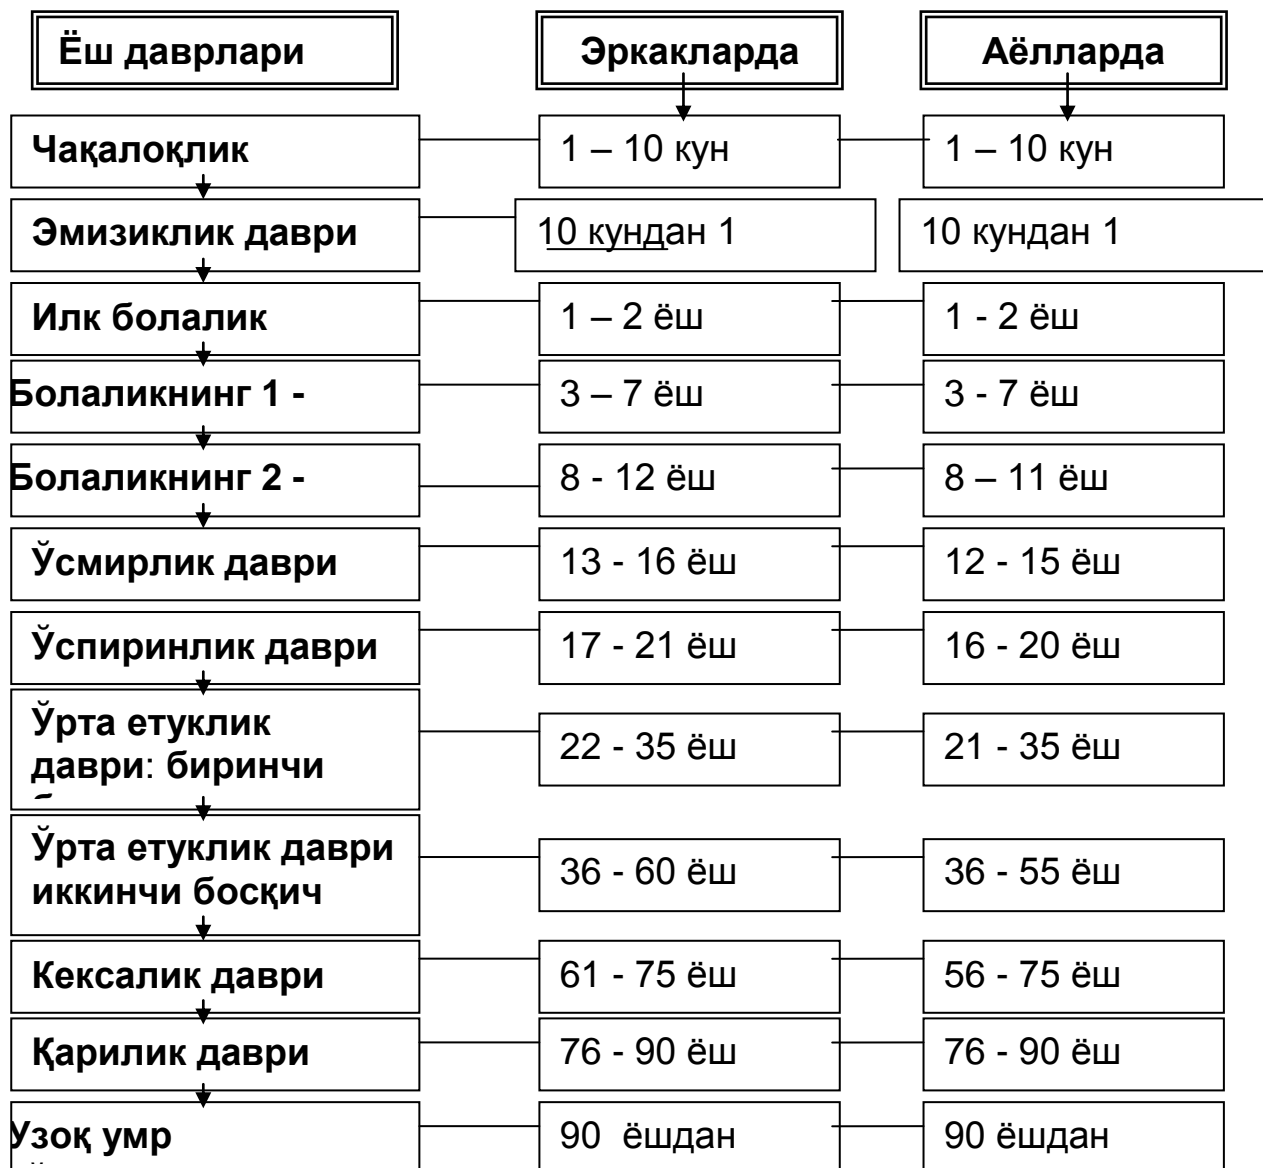 Ёш даврлари Эркакларда Аёлларда
Чақалоқлик 1 – 10 кун 1 – 10 кун
Эмизиклик даври 10 кундан 1 10 кундан 1
Илк болалик 1 – 2 ёш 1 - 2 ёш
Болаликнинг 1 - 3 – 7 ёш 3 - 7 ёш
Болаликнинг 2 - 8 - 12 ёш 8 – 11 ёш
Ўсмирлик даври 13 - 16 ёш 12 - 15 ёш
Ўспиринлик даври 17 - 21 ёш 16 - 20 ёш
Ўрта етуклик
даври: биринчи 22 - 35 ёш 21 - 35 ёш
Ўрта етуклик даври
иккинчи босқич 36 - 60 ёш 36 - 55 ёш
Кексалик даври 61 - 75 ёш 56 - 75 ёш
Қарилик даври 76 - 90 ёш 76 - 90 ёш
Узоқ умр 90 ёшдан 90 ёшдан